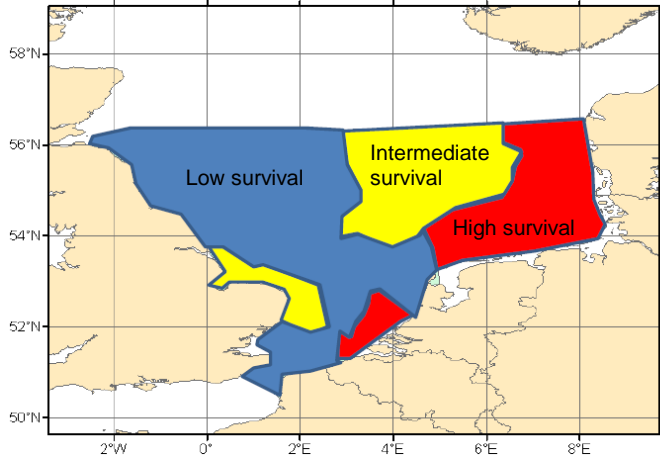 58°N
56°N
54°N
52°N
50°N
Low survival
Intermediate
survival
High survival
2°W
0°
2°E
4°E
6°E
8°E